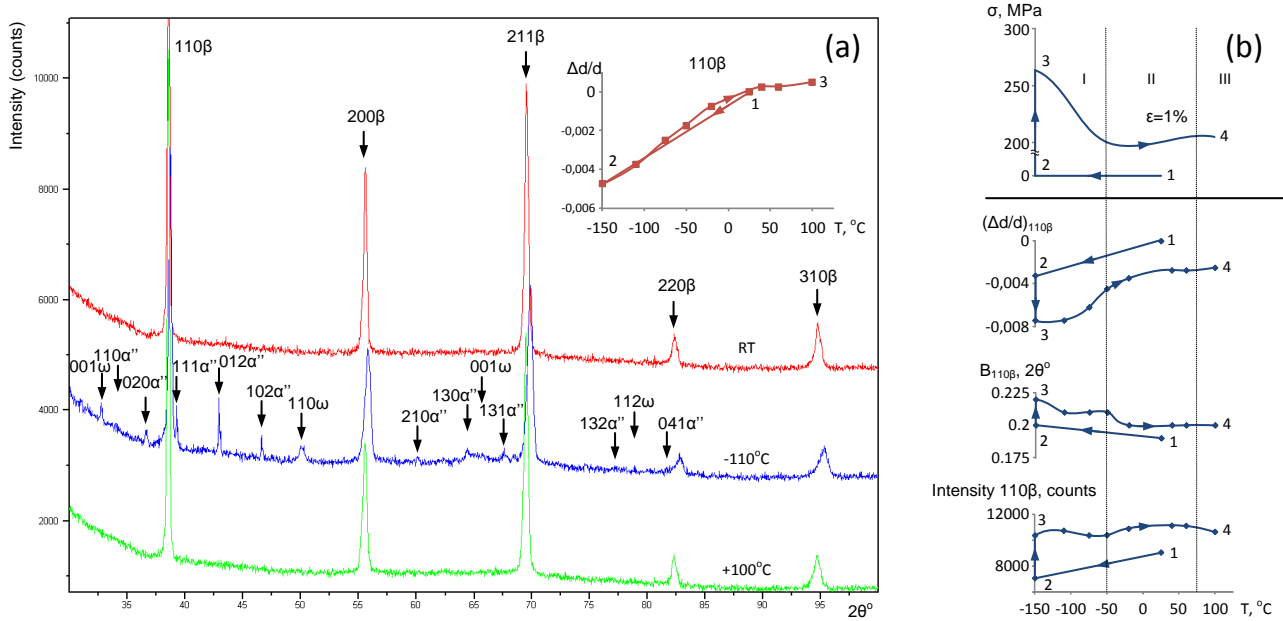 (a)
Intensity (counts)
10000
8000
6000
4000
2000
110β
200β
211β
220β
310β
RT
001ω
110α''
020α''
111α''
012α''
102α''
110ω
210α''
130α''
001ω
131α''
132α''
112ω
041α''
-110°C
+100°C
35
40
45
50
55
60
65
70
75
80
85
90
95
2θ°
Δd/d
110β
0
-0,002
-0,004
-0,006
1
2
3
-150
-100
-50
0
50
100
T, °C
(b)
σ, MPa
300
250
200
≈
0
3
I
II
III
ε=1%
4
2
1
(Δd/d)110β
0
-0,004
-0,008
1
2
3
4
B110β, 2θ°
0.225
0.2
0.175
3
2
1
4
Intensity 110β, counts
12000
8000
3
4
1
2
-150
-100
-50
0
50
100
T, °C